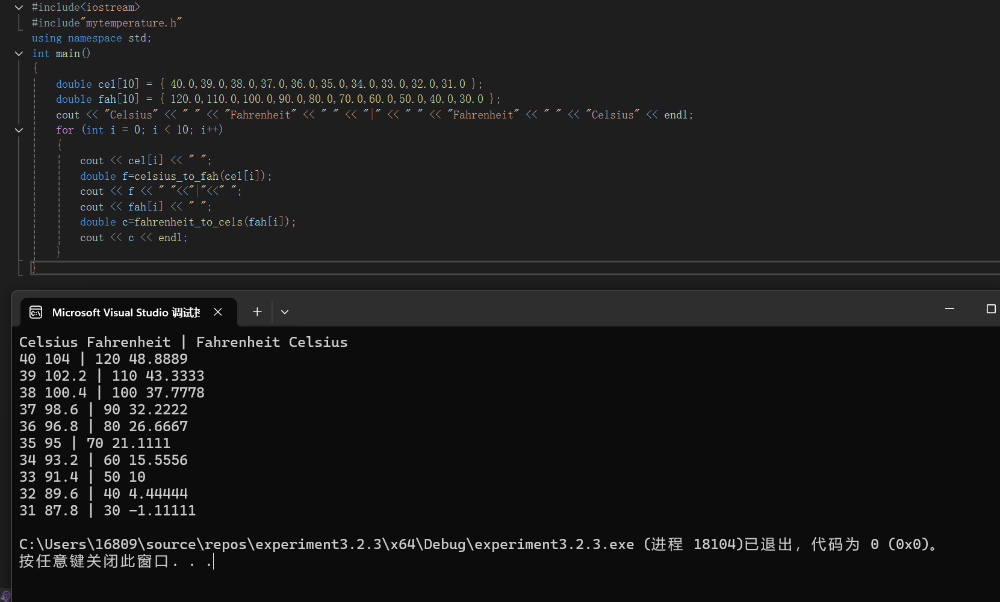 #include<iostream>
#include"mytemperature.h"
using namespace std;
int main()
{
double cel[10] = { 40.0,39.0,38.0,37.0,36.0,35.0,34.0,33.0,32.0,31.0 };
double fah[10] = { 120.0,110.0,100.0,90.0,80.0,70.0,60.0,50.0,40.0,30.0 };
cout << "Celsius" << " " << "Fahrenheit" << " " << "|" << " " << "Fahrenheit" << " " << "Celsius" << endl;
for (int i = 0; i < 10; i++)
{
cout << cel[i] << " ";
double f=celsius_to_fah(cel[i]);
cout << f << " "<<"|"<<" ";
cout << fah[i] << " ";
double c=fahrenheit_to_cels(fah[i]);
cout << c << endl;
}
}
Microsoft Visual Studio 调试
Celsius Fahrenheit | Fahrenheit Celsius
40 104 | 120 48.8889
39 102.2 | 110 43.3333
38 100.4 | 100 37.7778
37 98.6 | 90 32.2222
36 96.8 | 80 26.6667
35 95 | 70 21.1111
34 93.2 | 60 15.5556
33 91.4 | 50 10
32 89.6 | 40 4.44444
31 87.8 | 30 -1.11111
C:\Users\16809\source\repos\experiment3.2.3\x64\Debug\experiment3.2.3.exe (进程 18104)已退出，代码为 0 (0x0)。
按任意键关闭此窗口. . .